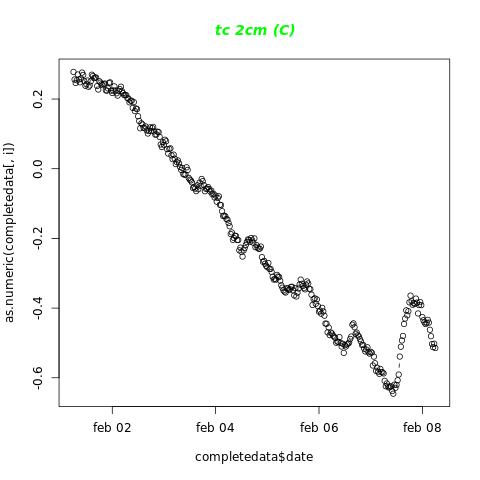 tc 2cm (C)
as.numeric(completedata[, i])
0.2
0.0
-0.2
-0.4
-0.6
feb 02
feb 04
feb 06
feb 08
completedata$date